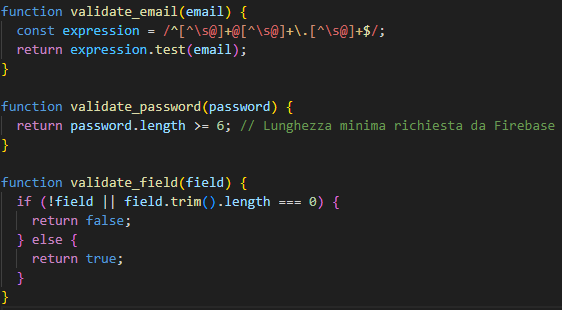 function validate_email(email) {
  const expression = /^[^\s@]+@[^\s@]+\.[^\s@]+$/;
  return expression.test(email);
}

function validate_password(password) {
  return password.length >= 6; // Lunghezza minima richiesta da Firebase
}

function validate_field(field) {
  if (!field || field.trim().length === 0) {
    return false;
  } else {
    return true;
  }
}